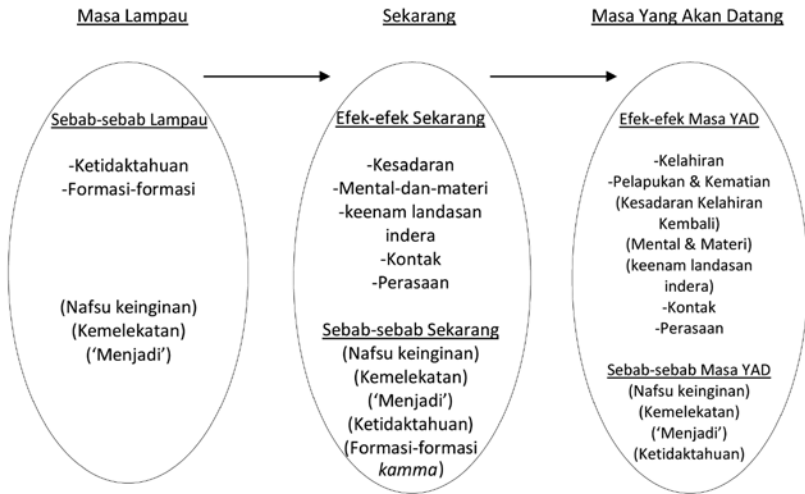 Masa Lampau
Sekarang
Masa Yang Akan Datang
Sebab-sebab Lampau
-Ketidaktahuan
-Formasi-formasi
(Nafsu keinginan)
(Kemelekatan)
(‘Menjadi’)
Efek-efek Sekarang
-Kesadaran
-Mental-dan-materi
-keenam landasan
indera
-Kontak
-Perasaan
Sebab-sebab Sekarang
(Nafsu keinginan)
(Kemelekatan)
(‘Menjadi’)
(Ketidaktahuan)
(Formasi-formasi
kamma)
Efek-efek Masa YAD
-Kelahiran
-Pelapukan & Kematian
(Kesadaran Kelahiran
Kembali)
(Mental & Materi)
(keenam landasan
indera)
-Kontak
-Perasaan
Sebab-sebab Masa YAD
(Nafsu keinginan)
(Kemelekatan)
(‘Menjadi’)
(Ketidaktahuan)